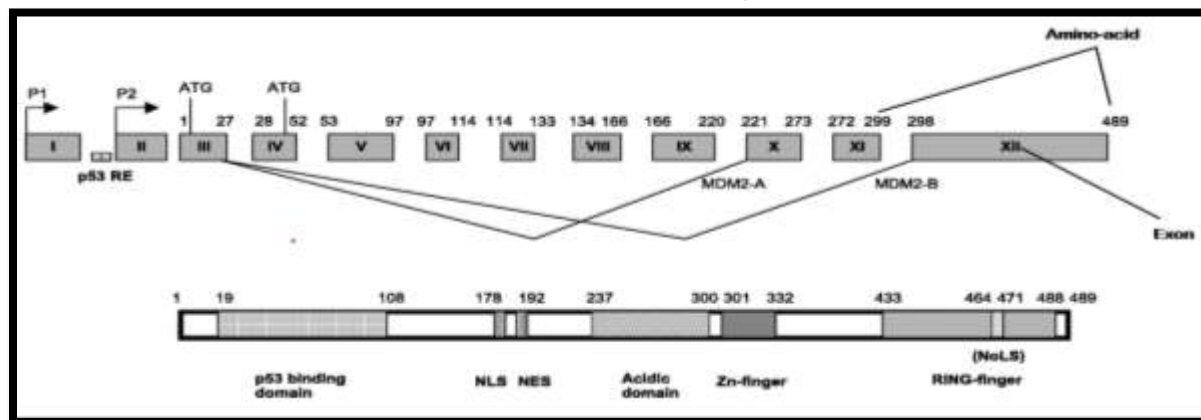 Amino-acid
P1 P2 ATG ATG
1 27 28 52 53 97 97 114 114 133 134 166 166 220 221 273 272 299 298 489
I II III IV V VI VII VIII IX X XI XII
p53 RE
MDM2-A MDM2-B
Exon
1 19 108 178 192 237 300 301 332 433 464 471 488 489
(NoLS)
p53 binding NLS NES Acidic Zn-finger RING-finger
domain domain